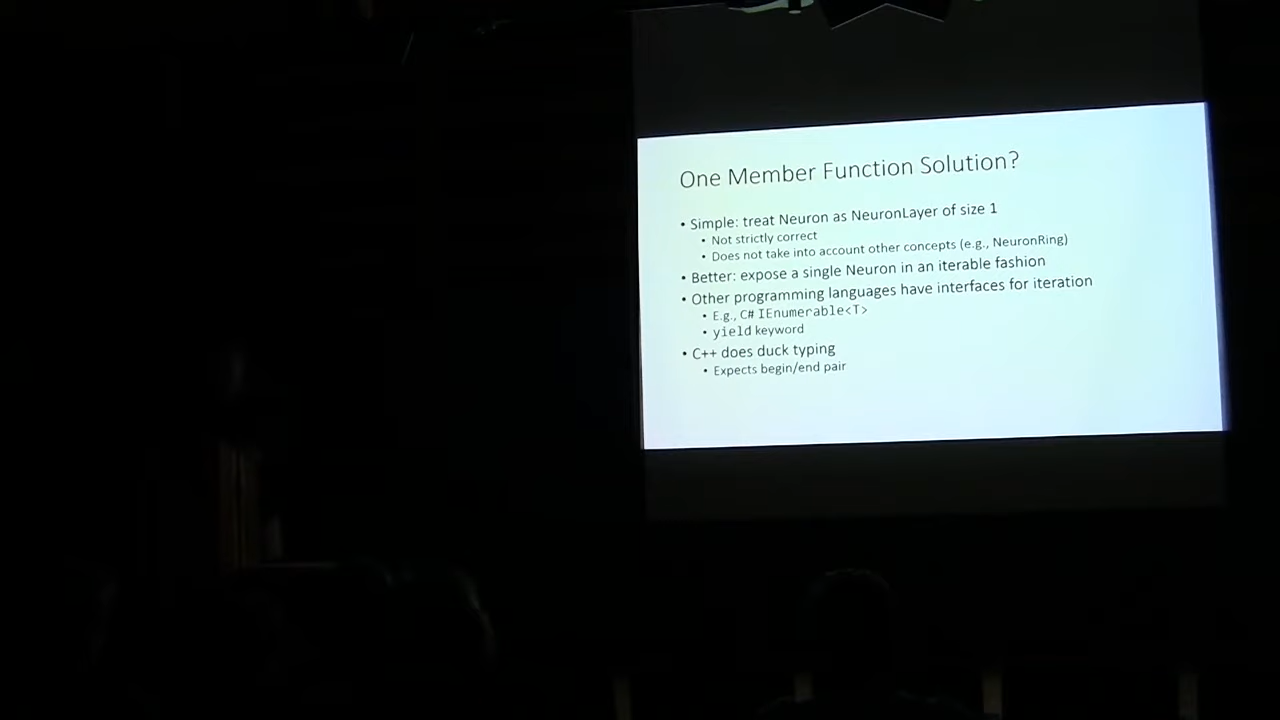 One Member Function Solution?
• Simple: treat Neuron as NeuronLayer of size 1
• Not strictly correct
• Does not take into account other concepts (e.g., NeuronRing)
• Better: expose a single Neuron in an iterable fashion
• Other programming languages have interfaces for iteration
• E.g., C# IEnumerable<T>
• yield keyword
• C++ does duck typing
• Expects begin/end pair